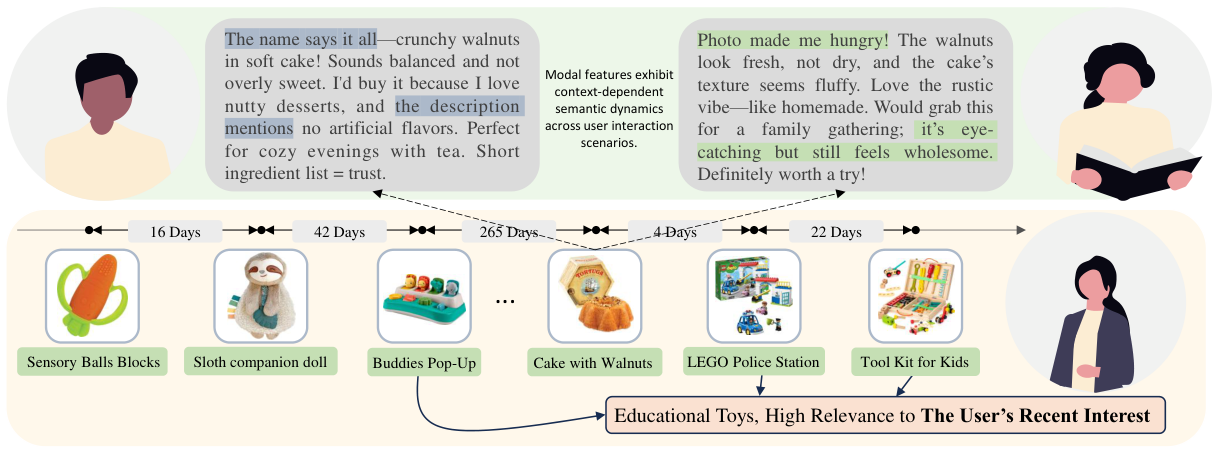 The name says it all—crunchy walnuts
in soft cake! Sounds balanced and not
overly sweet. I'd buy it because I love
nutty desserts, and the description
mentions no artificial flavors. Perfect
for cozy evenings with tea. Short
ingredient list = trust.
Modal features exhibit
context-dependent
semantic dynamics
across user interaction
scenarios.
Photo made me hungry! The walnuts
look fresh, not dry, and the cake's
texture seems fluffy. Love the rustic
vibe—like homemade. Would grab this
for a family gathering; it's eye-
catching but still feels wholesome.
Definitely worth a try!
16 Days
42 Days
265 Days
4 Days
22 Days
TORTUGA
...
Sensory Balls Blocks
Sloth companion doll
Buddies Pop-Up
Cake with Walnuts
LEGO Police Station
Tool Kit for Kids
Educational Toys, High Relevance to The User's Recent Interest